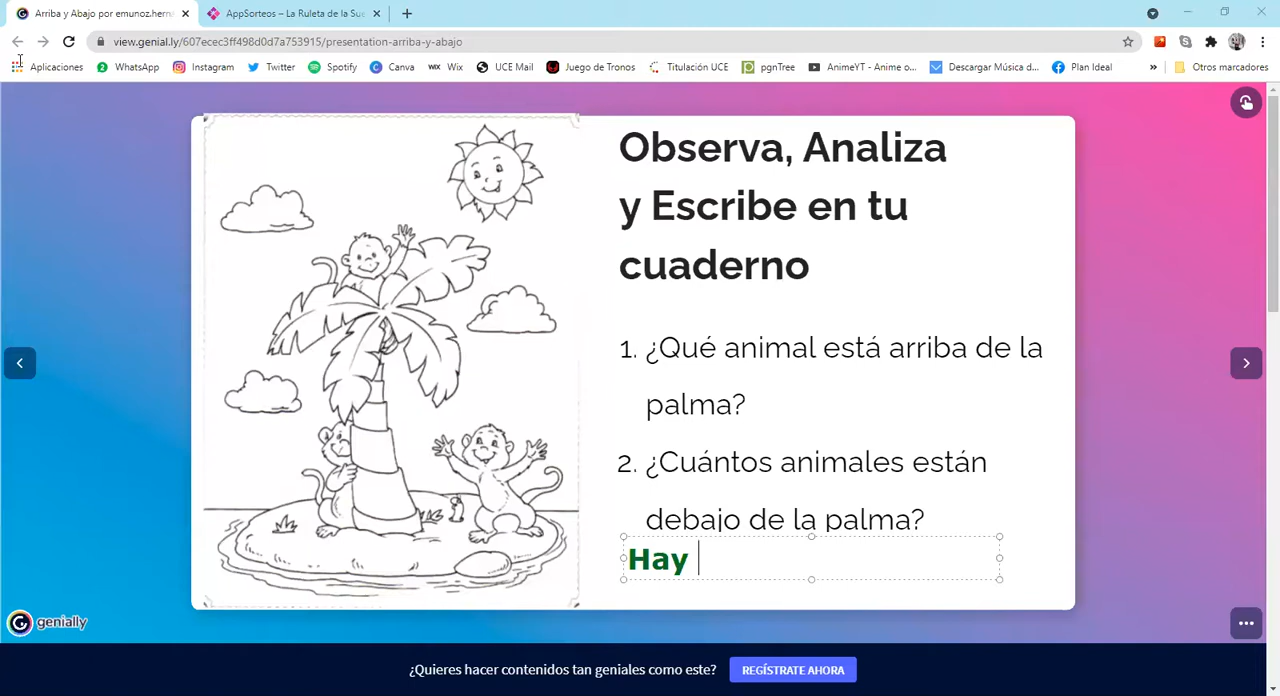 Arriba y Abajo por emunoz.herna
AppSorteos – La Ruleta de la Sue
view.genial.ly/607ecec3ff498d0d7a753915/presentation-arriba-y-abajo
Aplicaciones WhatsApp Instagram Twitter Spotify Canva Wix UCE Mail Juego de Tronos Titulación UCE pgnTree AnimeYT - Anime o... Descargar Música d... Plan Ideal » Otros marcadores
Observa, Analiza
y Escribe en tu
cuaderno
1. ¿Qué animal está arriba de la
palma?
2. ¿Cuántos animales están
debajo de la palma?
Hay
genially
¿Quieres hacer contenidos tan geniales como este? REGÍSTRATE AHORA